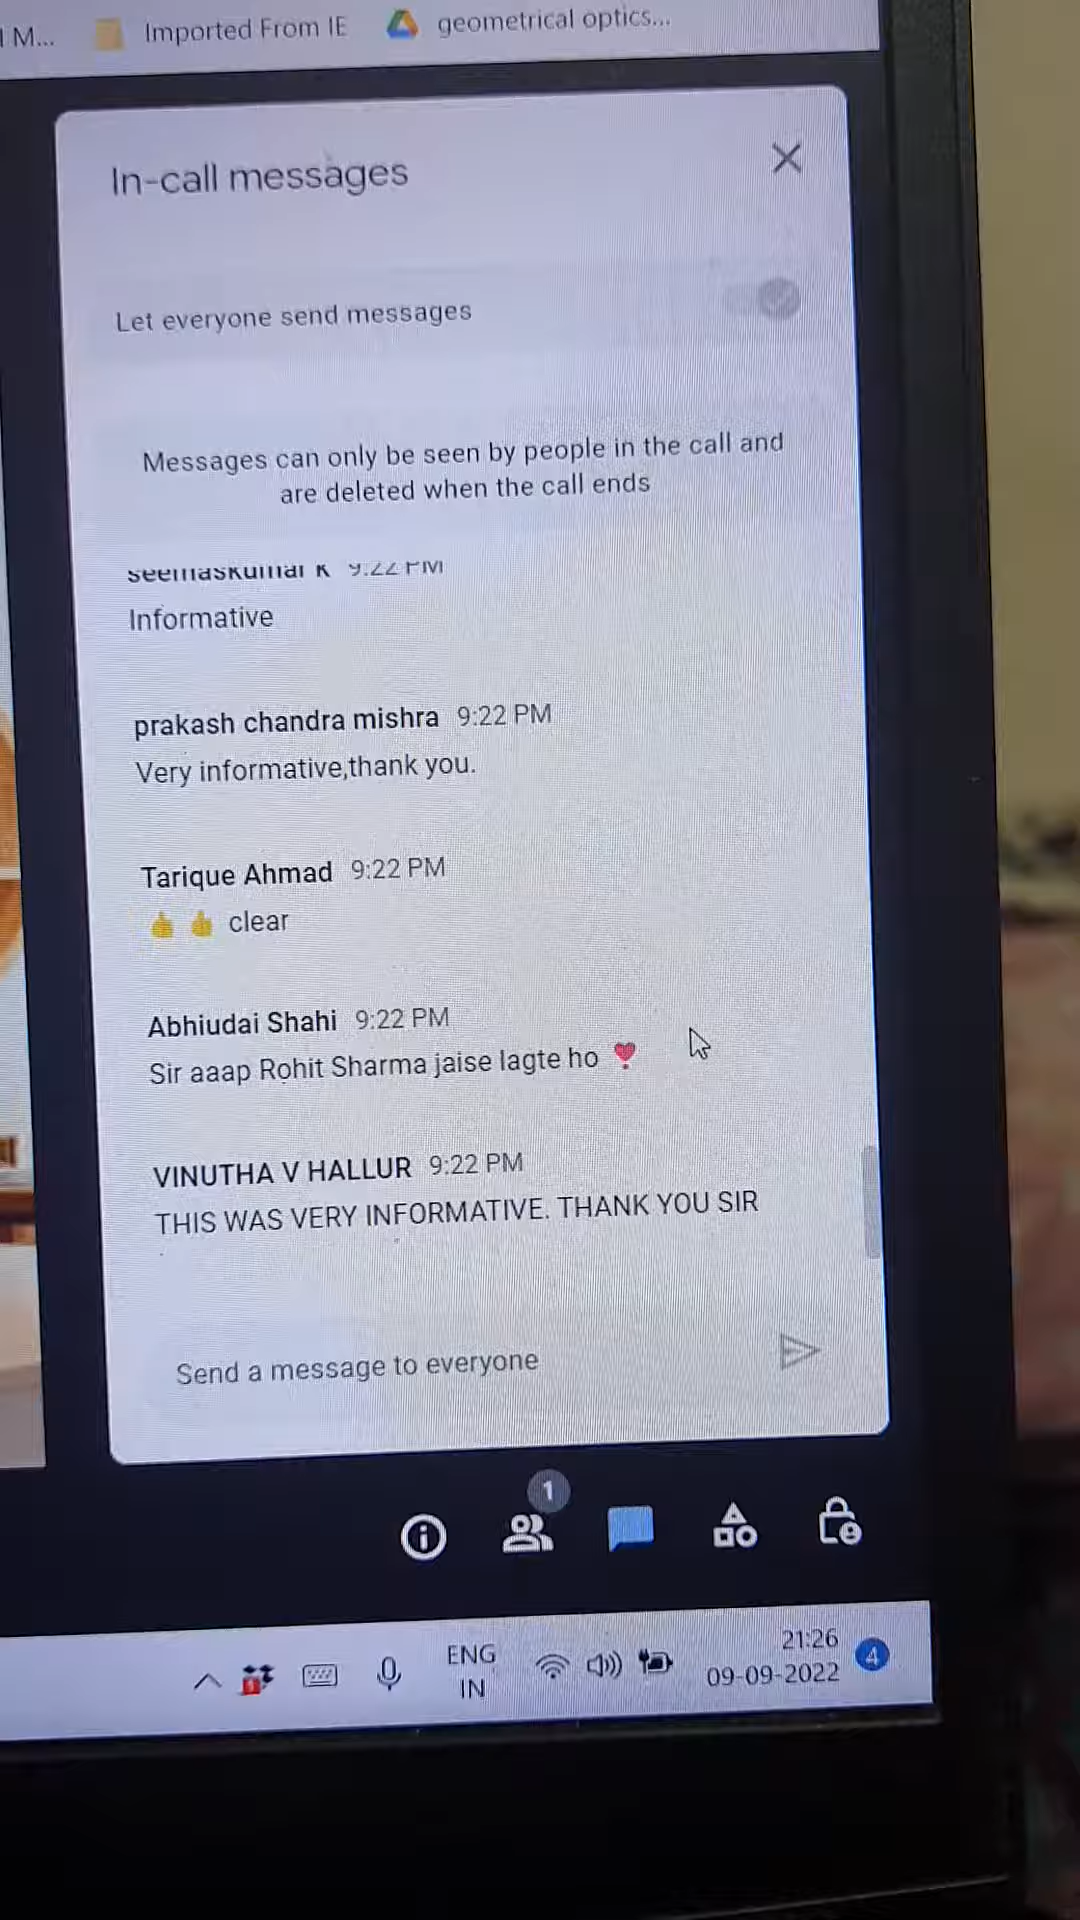 M...
Imported From IE
geometrical optics...
In-call messages
Let everyone send messages
Messages can only be seen by people in the call and
are deleted when the call ends
9:22 PM
Informative
prakash chandra mishra 9:22 PM
Very informative,thank you.
Tarique Ahmad 9:22 PM
👍 👍 clear
Abhiudai Shahi 9:22 PM
Sir aaap Rohit Sharma jaise lagte ho ❣️
VINUTHA V HALLUR 9:22 PM
THIS WAS VERY INFORMATIVE. THANK YOU SIR
Send a message to everyone
1
ENG
IN
21:26
09-09-2022
4